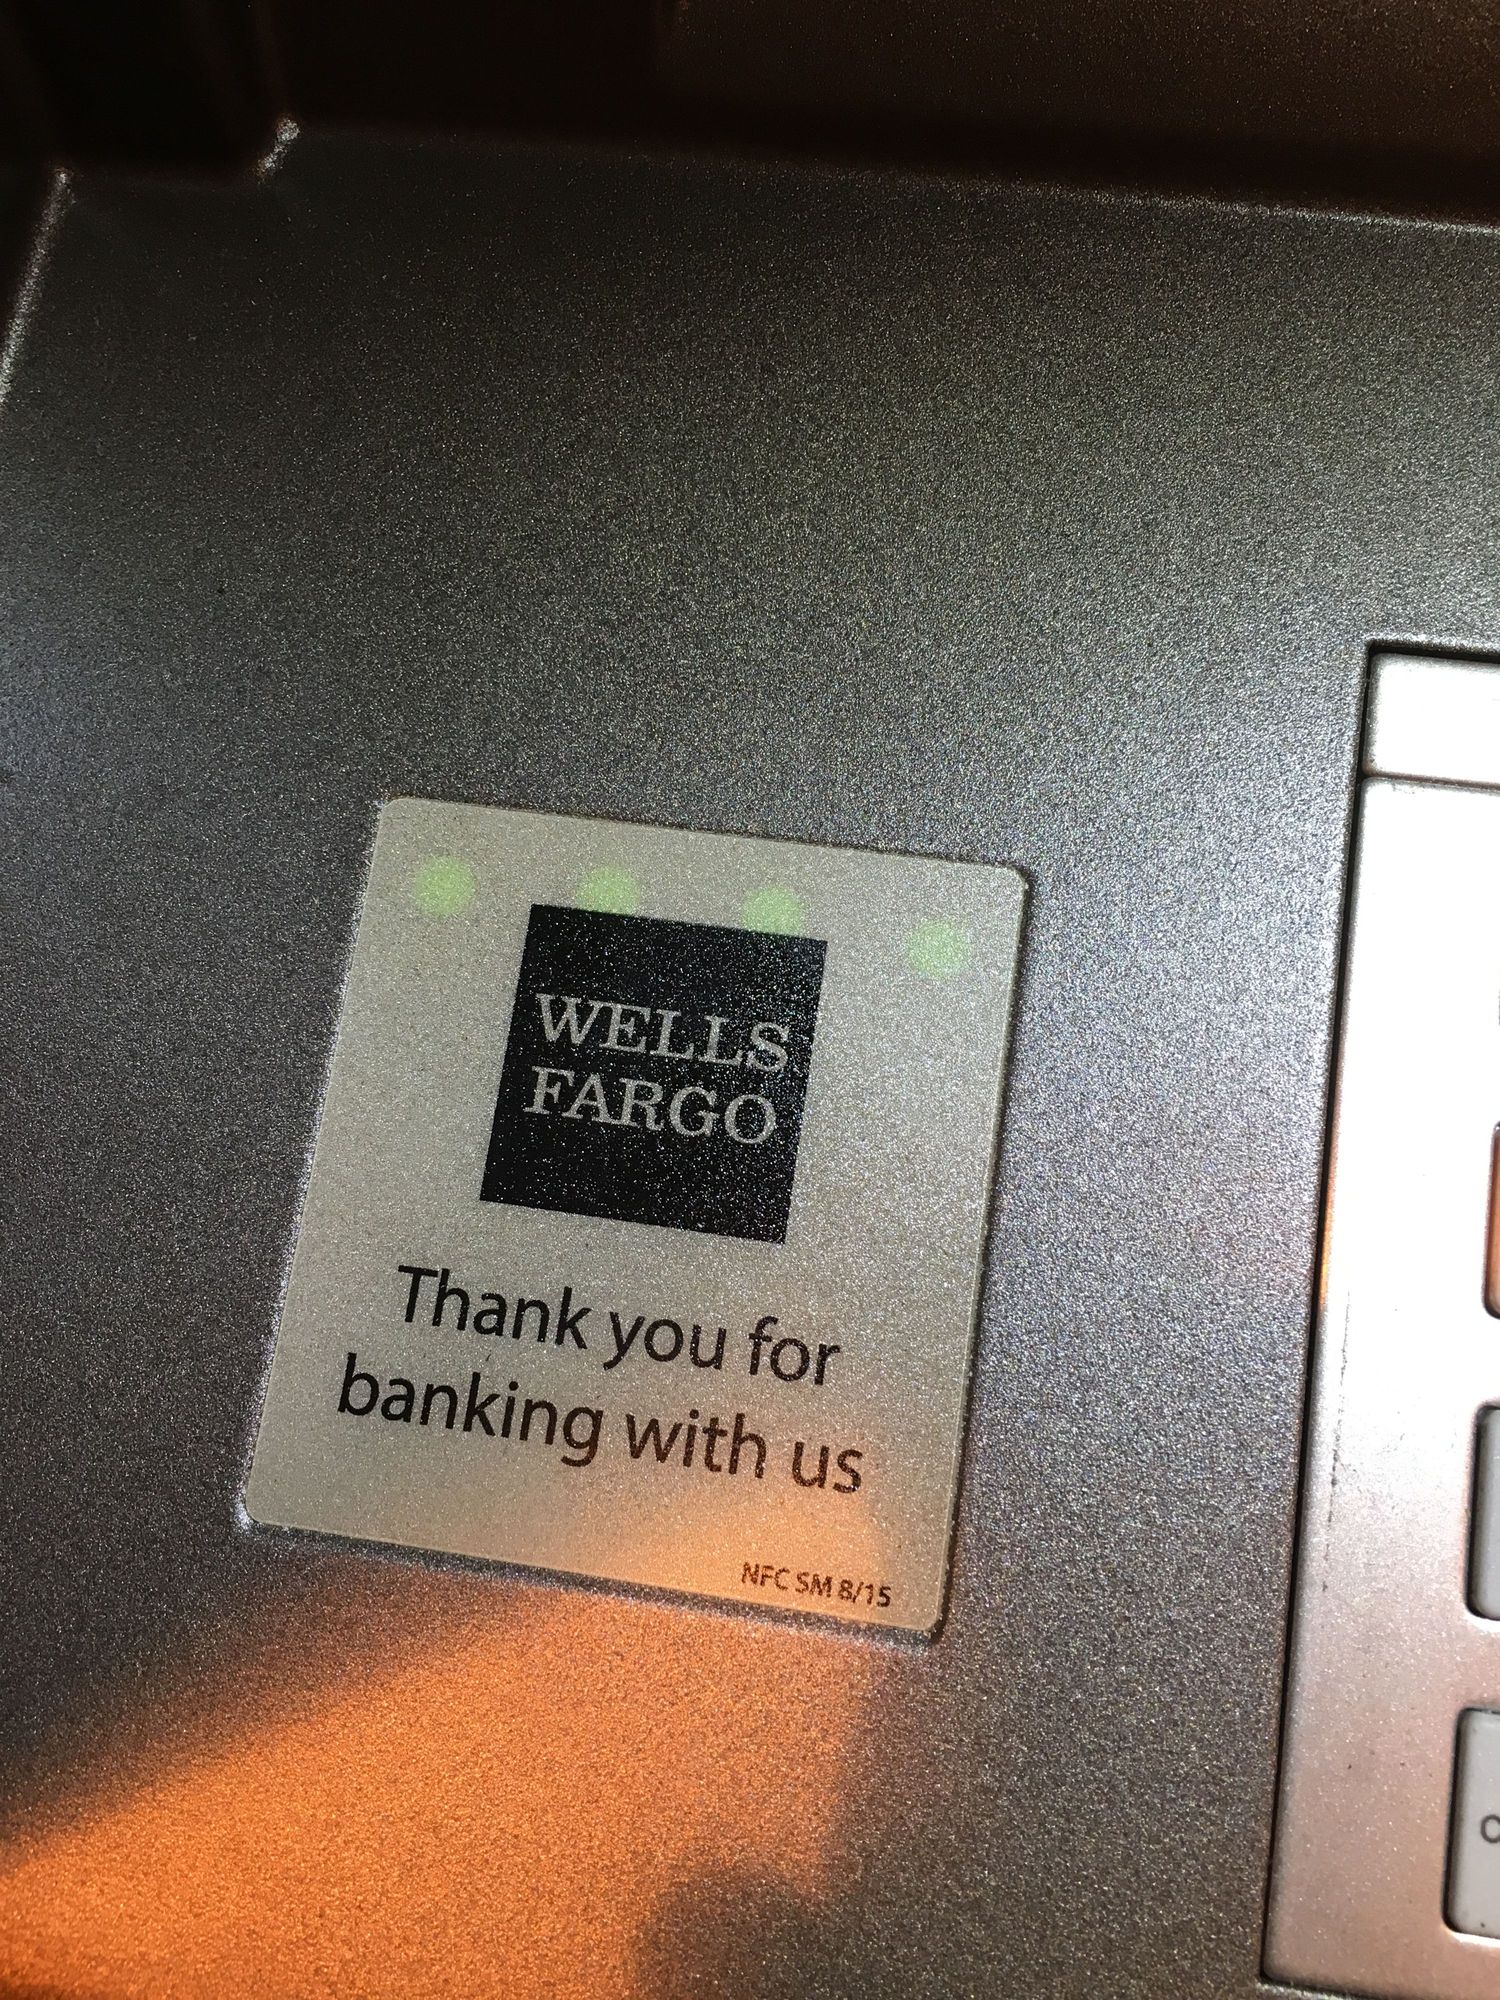 WELLS
FARGO
Thank you for
banking with us
NFC SM 8/15